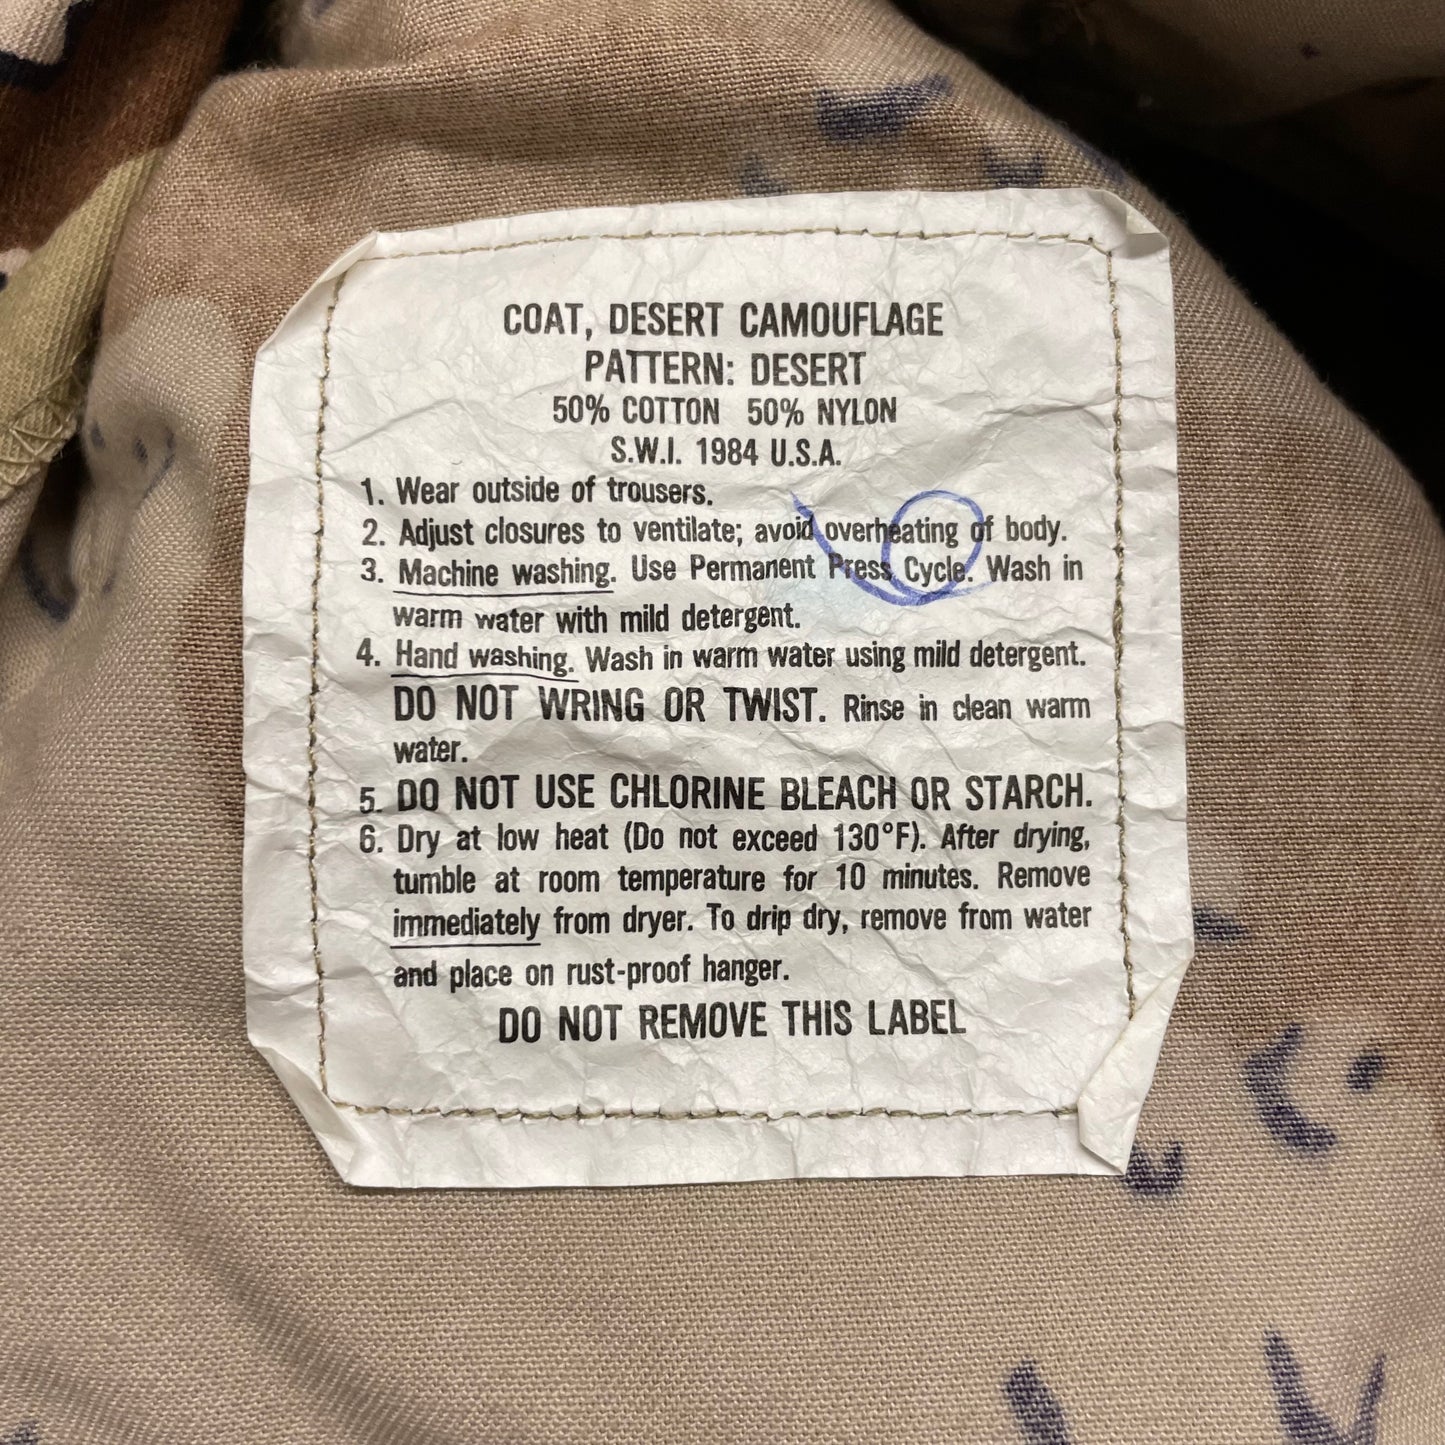 COAT, DESERT CAMOUFLAGE
PATTERN: DESERT
50% COTTON 50% NYLON
S.W.I. 1984 U.S.A.
1. Wear outside of trousers.
2. Adjust closures to ventilate; avoid overheating of body.
3. Machine washing. Use Permanent Press Cycle. Wash in
warm water with mild detergent.
4. Hand washing. Wash in warm water using mild detergent.
DO NOT WRING OR TWIST. Rinse in clean warm
water.
5. DO NOT USE CHLORINE BLEACH OR STARCH.
6. Dry at low heat (Do not exceed 130°F). After drying,
tumble at room temperature for 10 minutes. Remove
immediately from dryer. To drip dry, remove from water
and place on rust-proof hanger.
DO NOT REMOVE THIS LABEL